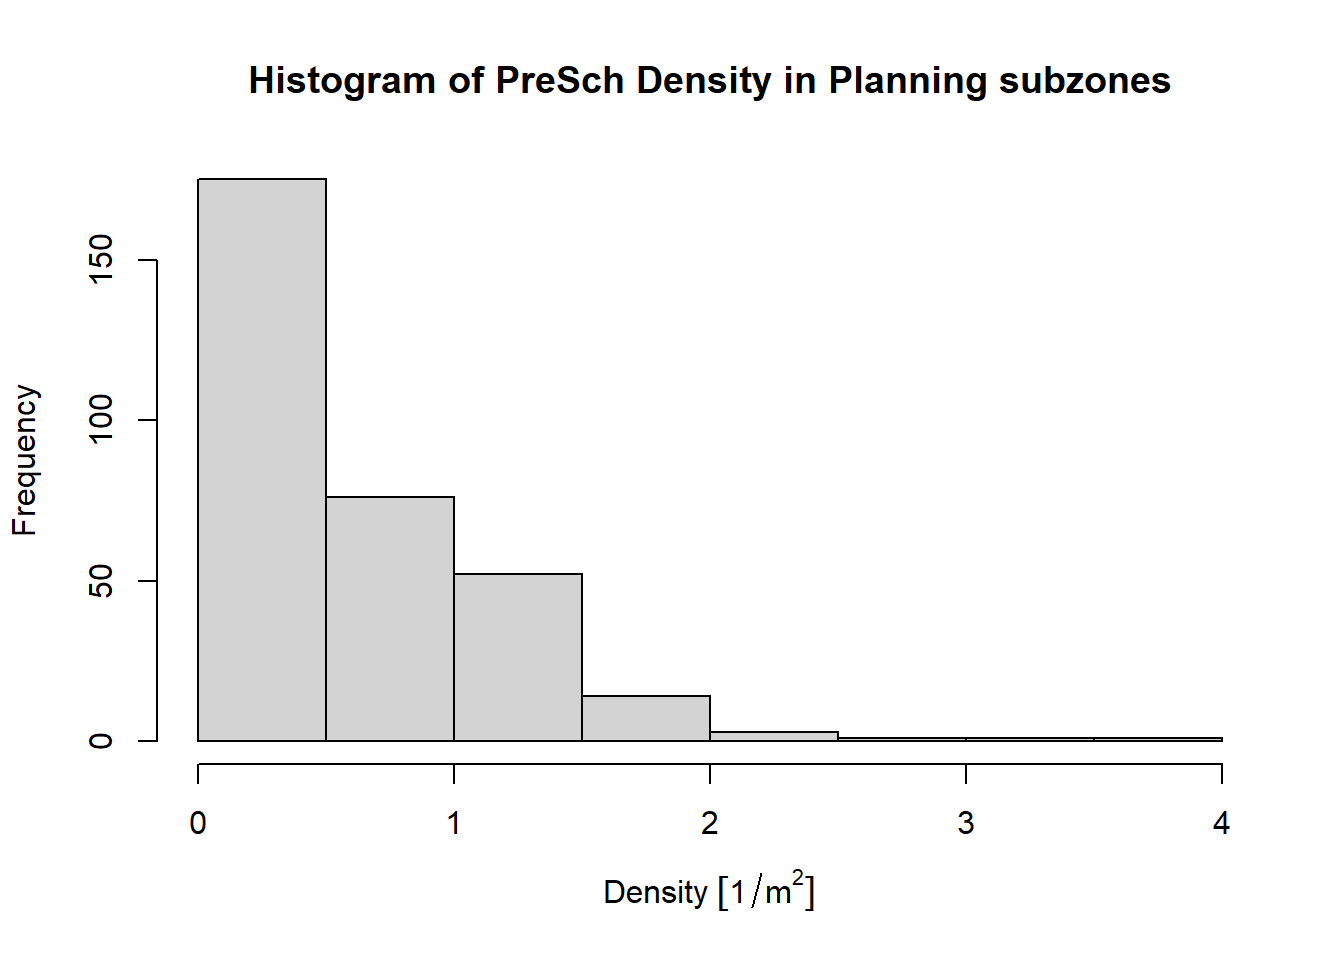 Histogram of PreSch Density in Planning subzones
Frequency
150
100
50
0
0 1 2 3 4
Density [1/m²]